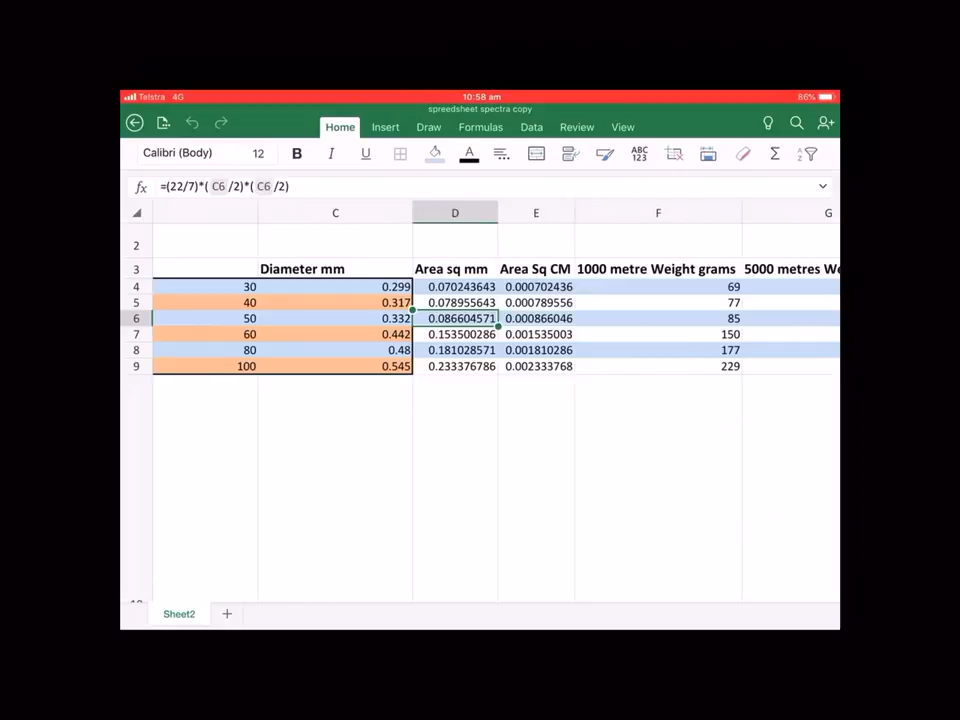 Telstra 4G 10:58 am 86%
spreedsheet spectra copy
Home Insert Draw Formulas Data Review View
Calibri (Body) 12 B I U A ABC 123 Σ A Z
fx =(22/7)*( C6 /2)*( C6 /2)
C D E F G
2
3 Diameter mm Area sq mm Area Sq CM 1000 metre Weight grams 5000 metres We
4 30 0.299 0.070243643 0.000702436 69
5 40 0.317 0.078955643 0.000789556 77
6 50 0.332 0.086604571 0.000866046 85
7 60 0.442 0.153500286 0.001535003 150
8 80 0.48 0.181028571 0.001810286 177
9 100 0.545 0.233376786 0.002333768 229
Sheet2 +